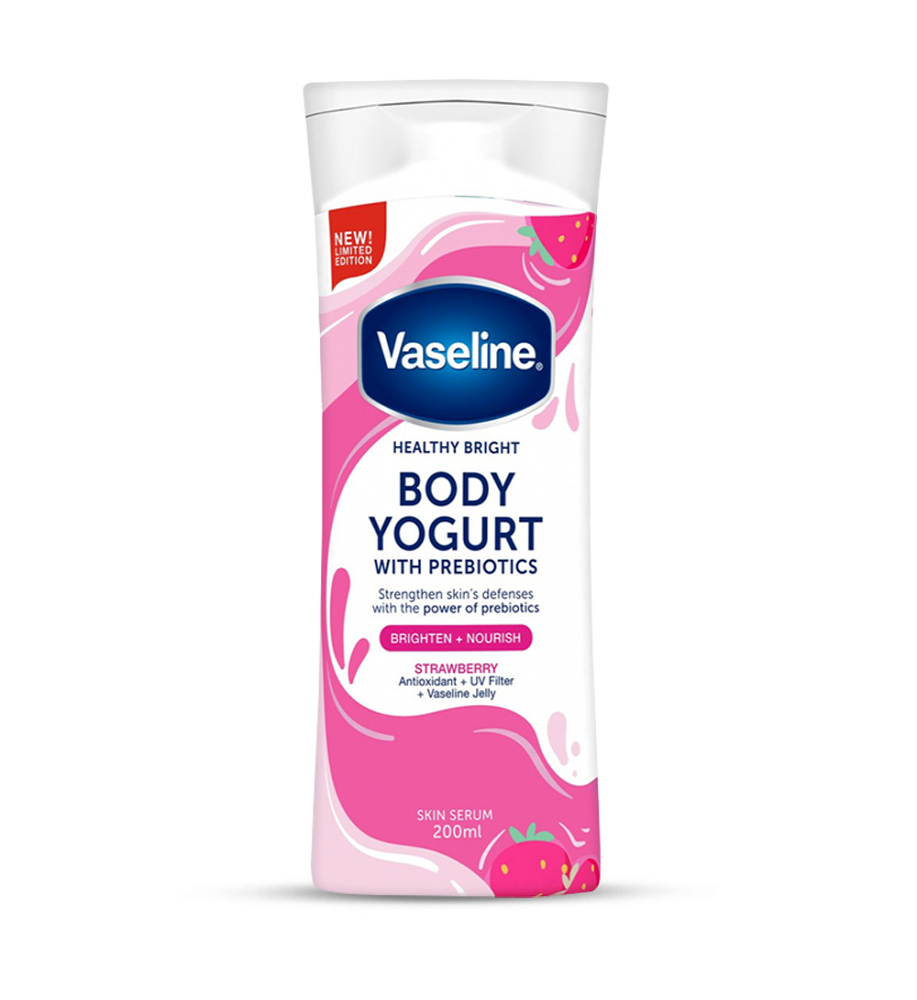 NEW!
LIMITED
EDITION
Vaseline®
HEALTHY BRIGHT
BODY
YOGURT
WITH PREBIOTICS
Strengthen skin's defenses
with the power of prebiotics
BRIGHTEN + NOURISH
STRAWBERRY
Antioxidant + UV Filter
+ Vaseline Jelly
SKIN SERUM
200ml